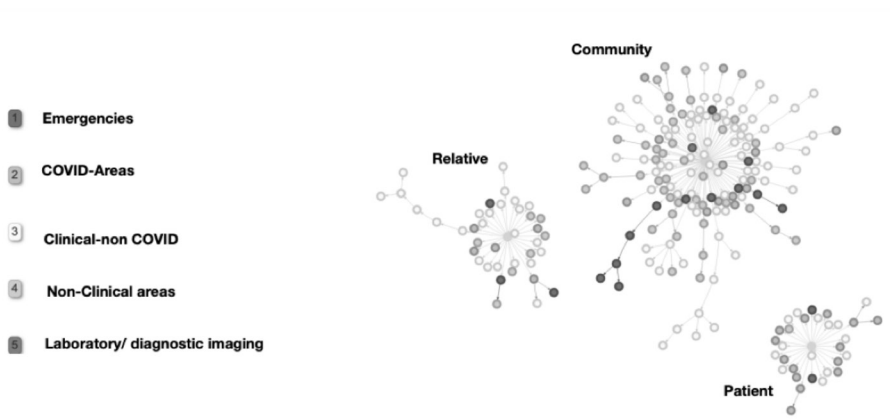 Community
1 Emergencies
Relative
2 COVID-Areas
3 Clinical-non COVID
4 Non-Clinical areas
5 Laboratory/ diagnostic imaging
Patient